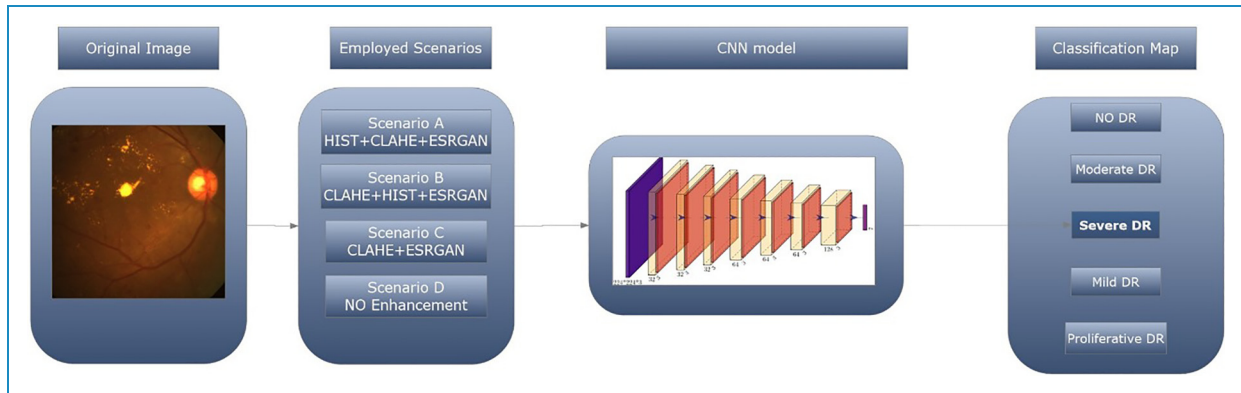 Original Image
Employed Scenarios
CNN model
Classification Map
Scenario A
HIST+CLAHE+ESRGAN
Scenario B
CLAHE+HIST+ESRGAN
Scenario C
CLAHE+ESRGAN
Scenario D
NO Enhancement
32
32
32
64
64
64
128
NO DR
Moderate DR
Severe DR
Mild DR
Proliferative DR